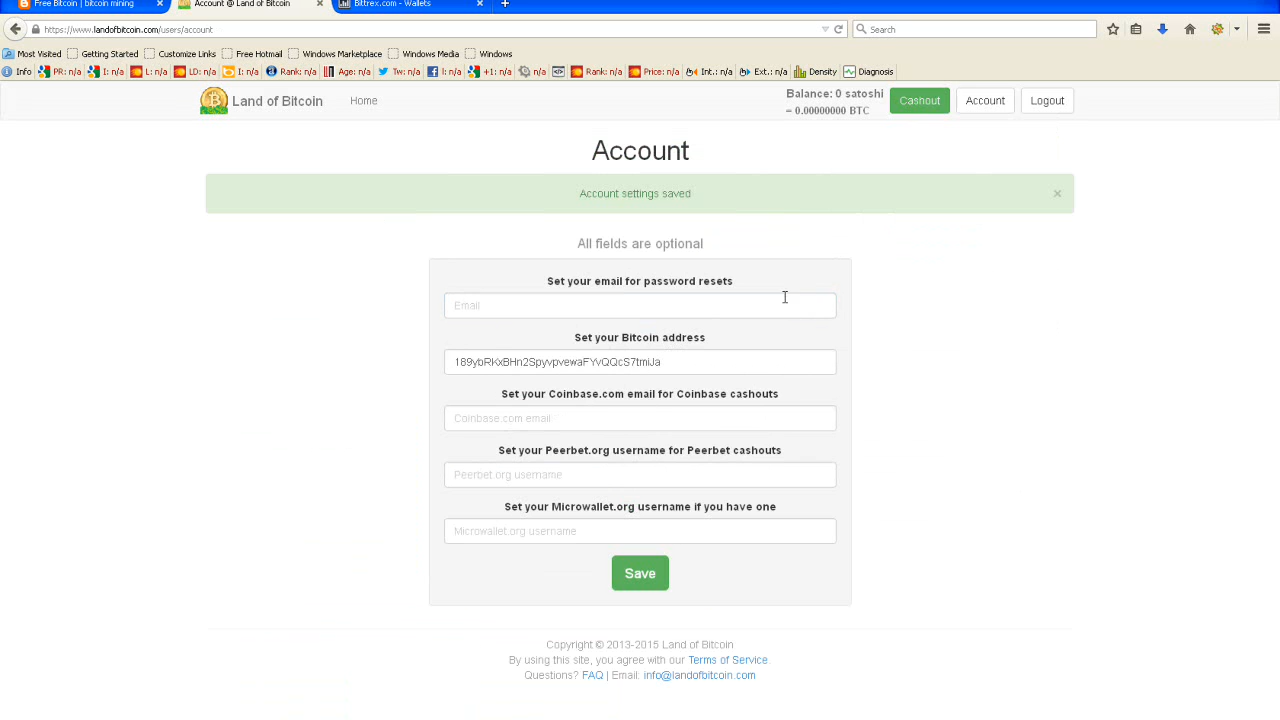 Free Bitcoin | bitcoin mining × Account @ Land of Bitcoin × Bittrex.com - Wallets × +
https://www.landofbitcoin.com/users/account Search
Most Visited Getting Started Customize Links Free Hotmail Windows Marketplace Windows Media Windows
Info PR: n/a I: n/a L: n/a LD: n/a I: n/a Rank: n/a Age: n/a Tw: n/a l: n/a +1: n/a n/a Rank: n/a Price: n/a Int.: n/a Ext.: n/a Density Diagnosis
Land of Bitcoin Home Balance: 0 satoshi Cashout Account Logout
= 0.00000000 BTC
Account
Account settings saved ×
All fields are optional
Set your email for password resets
Email
Set your Bitcoin address
189ybRKxBHn2SpyvpvewaFYvQQcS7tmiJa
Set your Coinbase.com email for Coinbase cashouts
Coinbase.com email
Set your Peerbet.org username for Peerbet cashouts
Peerbet.org username
Set your Microwallet.org username if you have one
Microwallet.org username
Save
Copyright © 2013-2015 Land of Bitcoin
By using this site, you agree with our Terms of Service.
Questions? FAQ | Email: info@landofbitcoin.com